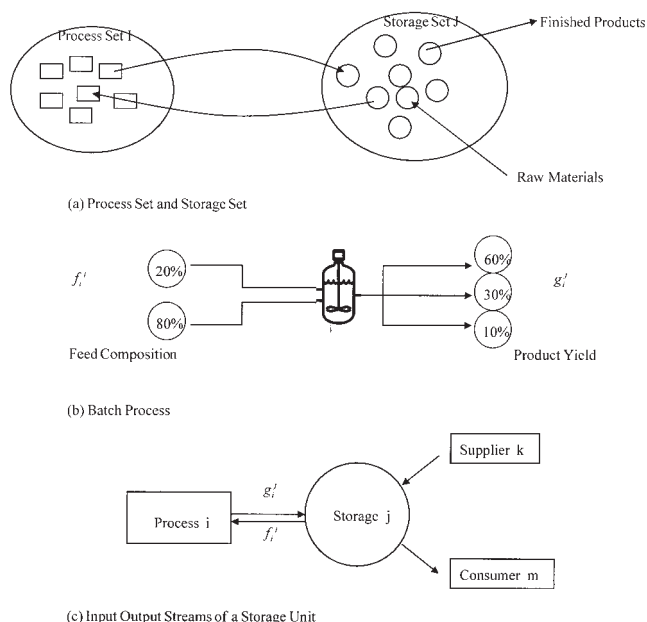 Process Set I
Storage Set J
Finished Products
Raw Materials
(a) Process Set and Storage Set
f_i^j
20%
80%
Feed Composition
60%
30%
10%
g_i^j
Product Yield
(b) Batch Process
Supplier k
g_i^j
Process i
Storage j
f_i^j
Consumer m
(c) Input Output Streams of a Storage Unit